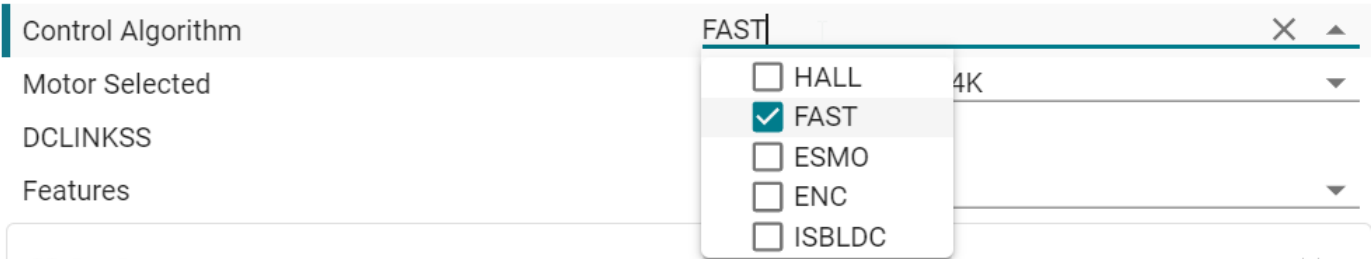 Control Algorithm FAST
HALL
Motor Selected 4K
FAST
DCLINKSS
ESMO
Features
ENC
ISBLDC